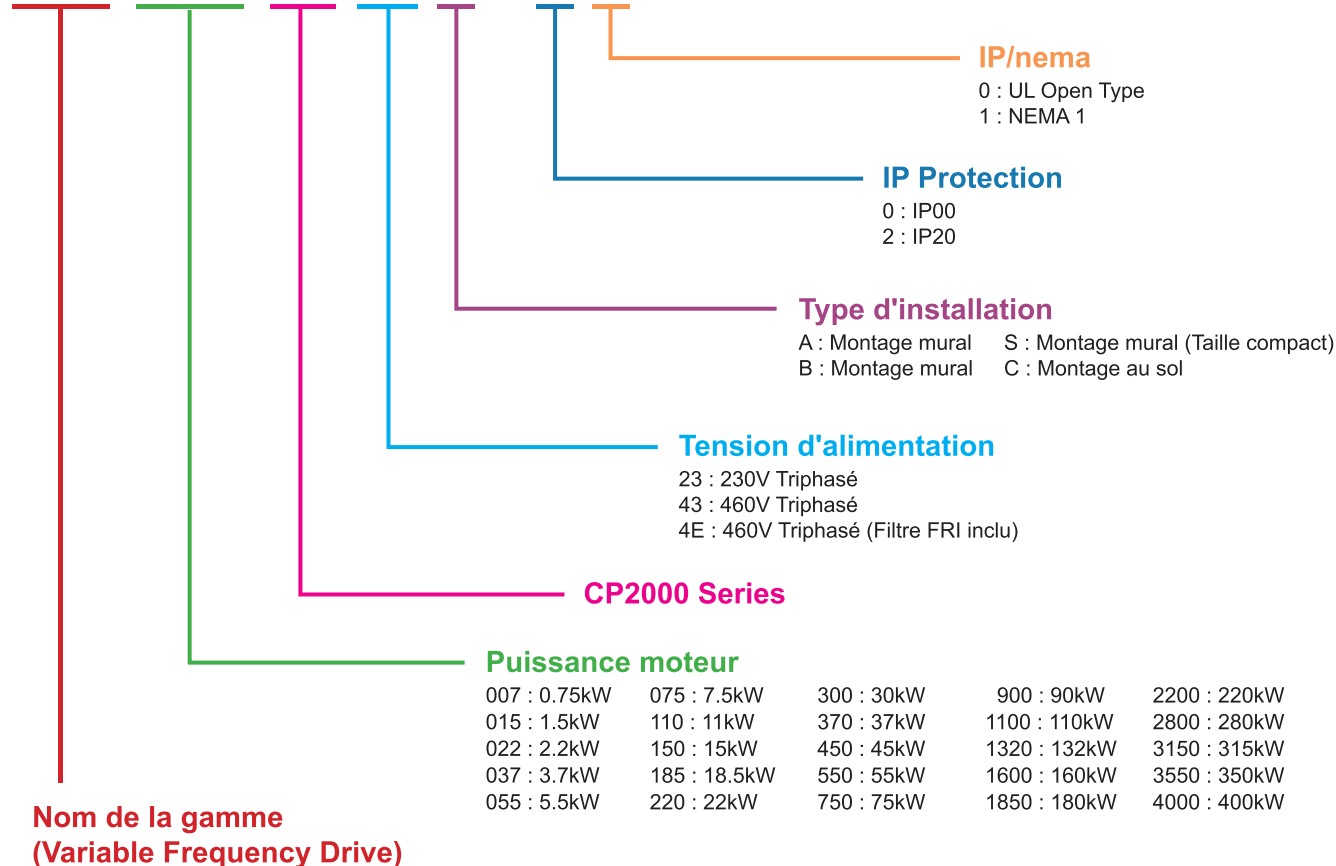 IP/nema
0 : UL Open Type
1 : NEMA 1
IP Protection
0 : IP00
2 : IP20
Type d'installation
A : Montage mural S : Montage mural (Taille compact)
B : Montage mural C : Montage au sol
Tension d'alimentation
23 : 230V Triphasé
43 : 460V Triphasé
4E : 460V Triphasé (Filtre FRI inclu)
CP2000 Series
Puissance moteur
007 : 0.75kW 075 : 7.5kW 300 : 30kW 900 : 90kW 2200 : 220kW
015 : 1.5kW 110 : 11kW 370 : 37kW 1100 : 110kW 2800 : 280kW
022 : 2.2kW 150 : 15kW 450 : 45kW 1320 : 132kW 3150 : 315kW
037 : 3.7kW 185 : 18.5kW 550 : 55kW 1600 : 160kW 3550 : 350kW
055 : 5.5kW 220 : 22kW 750 : 75kW 1850 : 180kW 4000 : 400kW
Nom de la gamme
(Variable Frequency Drive)